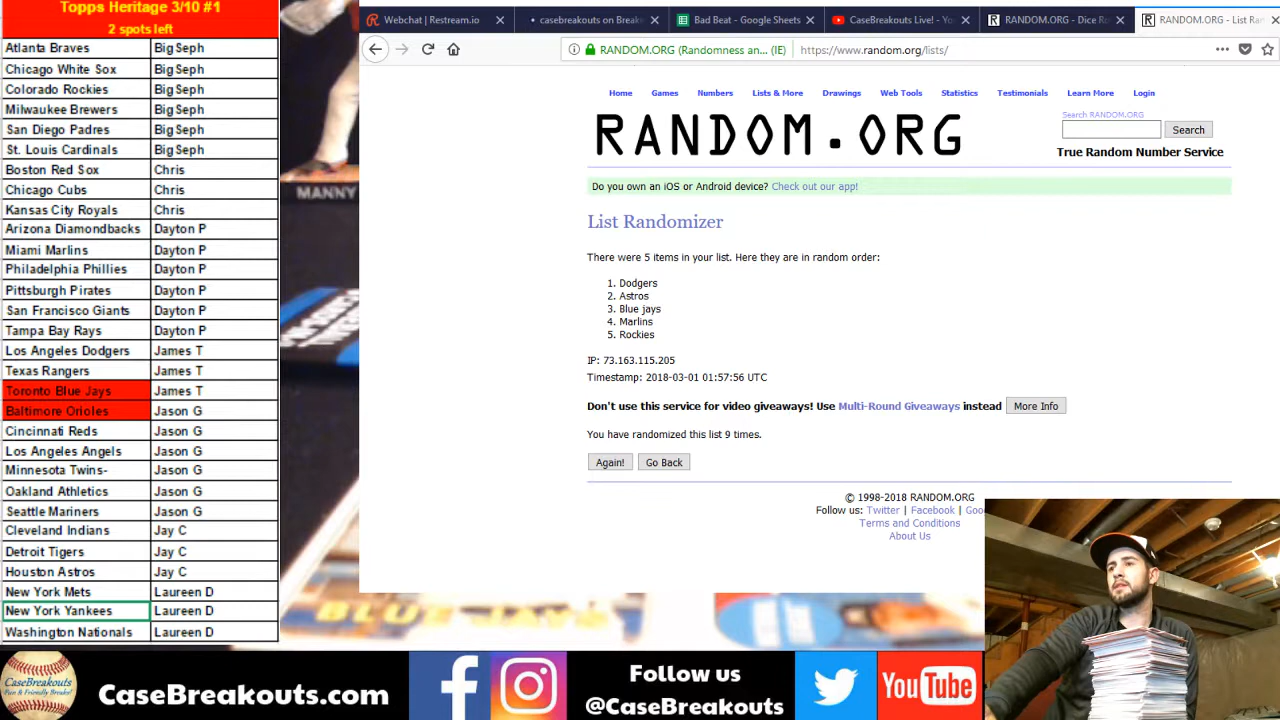 Topps Heritage 3/10 #1
2 spots left
Atlanta Braves Big Seph
Chicago White Sox Big Seph
Colorado Rockies Big Seph
Milwaukee Brewers Big Seph
San Diego Padres Big Seph
St. Louis Cardinals Big Seph
Boston Red Sox Chris
Chicago Cubs Chris
Kansas City Royals Chris
Arizona Diamondbacks Dayton P
Miami Marlins Dayton P
Philadelphia Phillies Dayton P
Pittsburgh Pirates Dayton P
San Francisco Giants Dayton P
Tampa Bay Rays Dayton P
Los Angeles Dodgers James T
Texas Rangers James T
Toronto Blue Jays James T
Baltimore Orioles Jason G
Cincinnati Reds Jason G
Los Angeles Angels Jason G
Minnesota Twins- Jason G
Oakland Athletics Jason G
Seattle Mariners Jason G
Cleveland Indians Jay C
Detroit Tigers Jay C
Houston Astros Jay C
New York Mets Laureen D
New York Yankees Laureen D
Washington Nationals Laureen D
MANNY
Webchat | Restream.io
casebreakouts on Break
Bad Beat - Google Sheets
CaseBreakouts Live! - Yo
RANDOM.ORG - Dice Ro
RANDOM.ORG - List Ran
RANDOM.ORG (Randomness an... (IE) https://www.random.org/lists/
Home Games Numbers Lists & More Drawings Web Tools Statistics Testimonials Learn More Login
RANDOM.ORG
Search RANDOM.ORG
Search
True Random Number Service
Do you own an iOS or Android device? Check out our app!
List Randomizer
There were 5 items in your list. Here they are in random order:
1. Dodgers
2. Astros
3. Blue jays
4. Marlins
5. Rockies
IP: 73.163.115.205
Timestamp: 2018-03-01 01:57:56 UTC
Don't use this service for video giveaways! Use Multi-Round Giveaways instead More Info
You have randomized this list 9 times.
Again! Go Back
© 1998-2018 RANDOM.ORG
Follow us: Twitter | Facebook | Goo
Terms and Conditions
About Us
BLUE JAYS
CaseBreakouts
Fun & Friendly Breaks!
CaseBreakouts.com
Follow us
@CaseBreakouts
YouTube